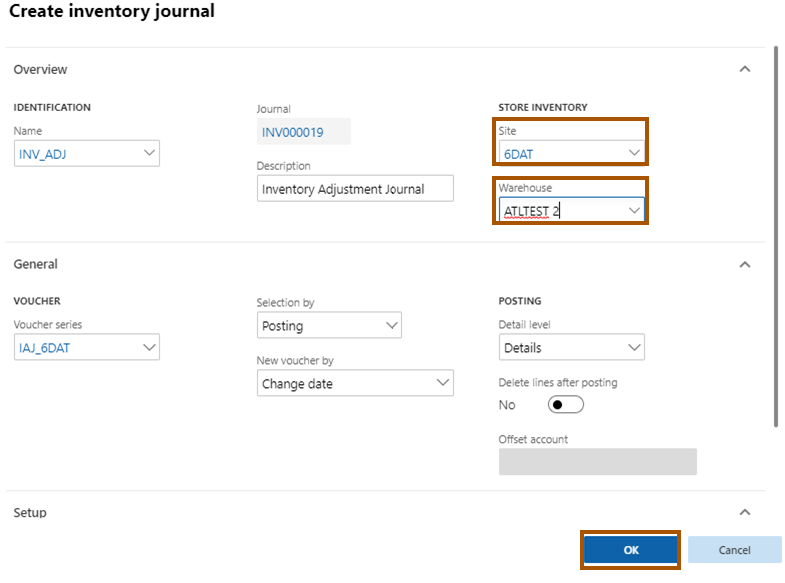 Create inventory journal
Overview
IDENTIFICATION
Name
INV_ADJ
Journal
INV000019
Description
Inventory Adjustment Journal
STORE INVENTORY
Site
6DAT
Warehouse
ATLTEST 2
General
VOUCHER
Voucher series
IAJ_6DAT
Selection by
Posting
New voucher by
Change date
POSTING
Detail level
Details
Delete lines after posting
No
Offset account
Setup
OK
Cancel